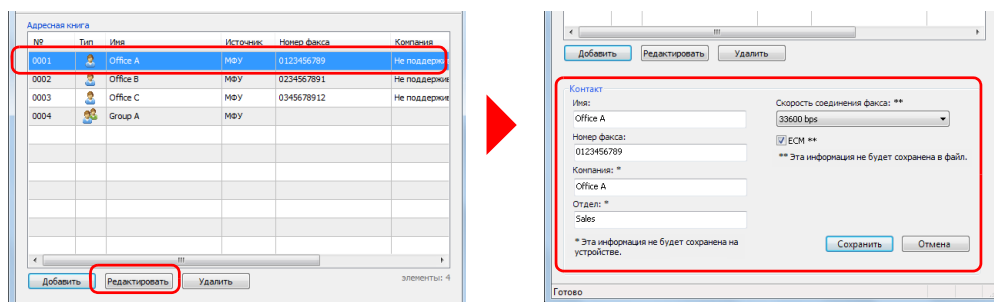 Адресная книга
№ Тип Имя Источник Номер факса Компания
0001 Office A МФУ 0123456789 Не поддержив
0002 Office B МФУ 0234567891 Не поддержив
0003 Office C МФУ 0345678912 Не поддержив
0004 Group A МФУ
Добавить Редактировать Удалить элементы: 4
Добавить Редактировать Удалить
Контакт
Имя: Скорость соединения факса: **
Office A 33600 bps
Номер факса: ECM **
0123456789 ** Эта информация не будет сохранена в файл.
Компания: *
Office A
Отдел: *
Sales
* Эта информация не будет сохранена на
устройстве.
Сохранить Отмена
Готово